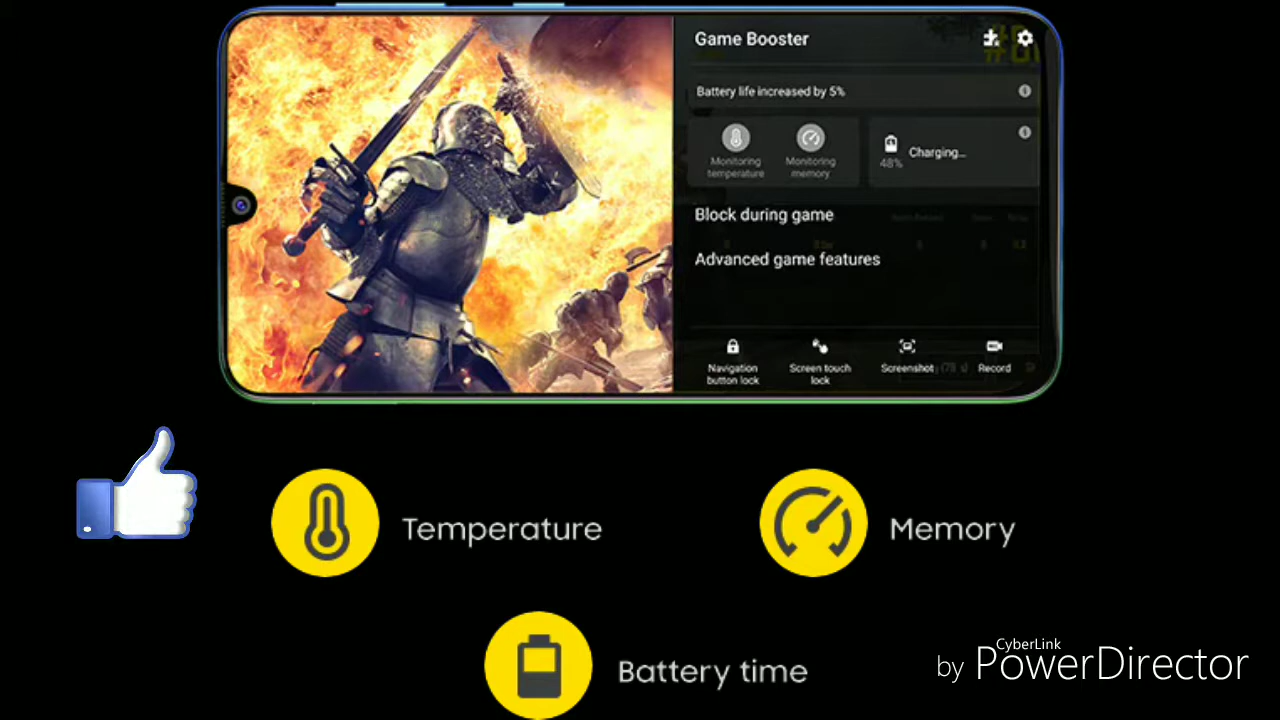 Game Booster
Battery life increased by 5%
Monitoring
temperature
Monitoring
memory
48%
Charging...
Block during game
Advanced game features
Navigation
button lock
Screen touch
lock
Screenshot
Record
Temperature
Memory
Battery time
CyberLink
by PowerDirector